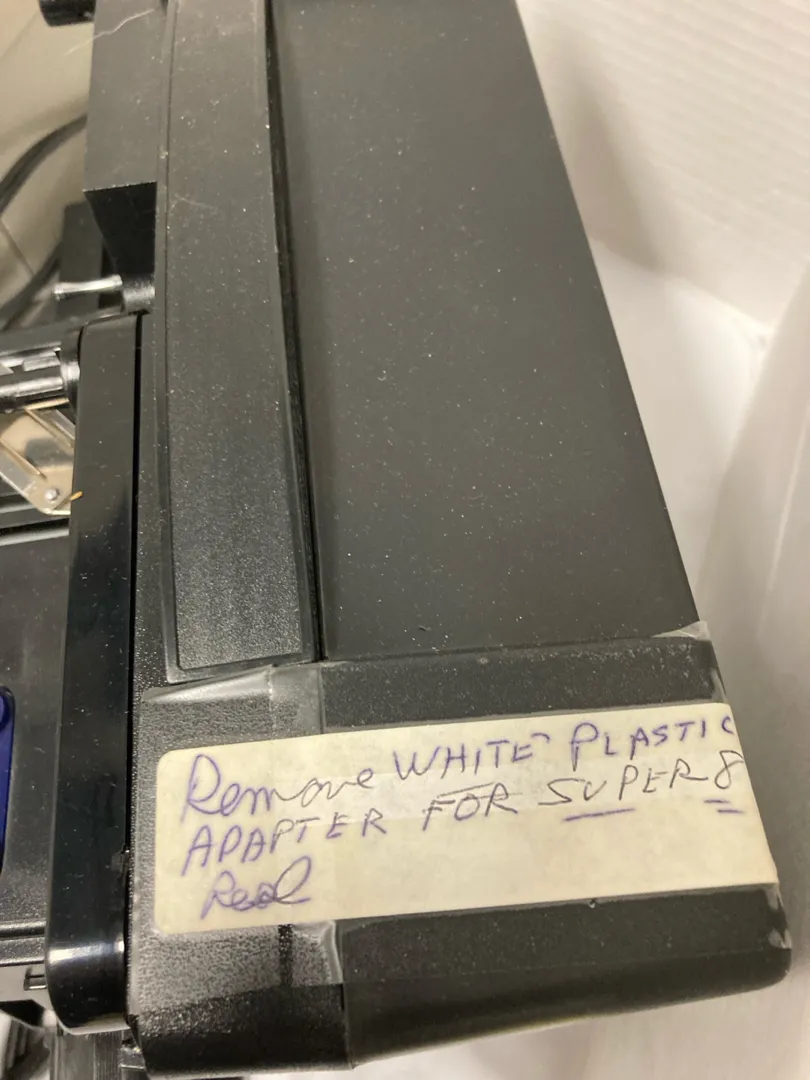 Remove WHITE PLASTIC
ADAPTER FOR SUPER 8
Reel